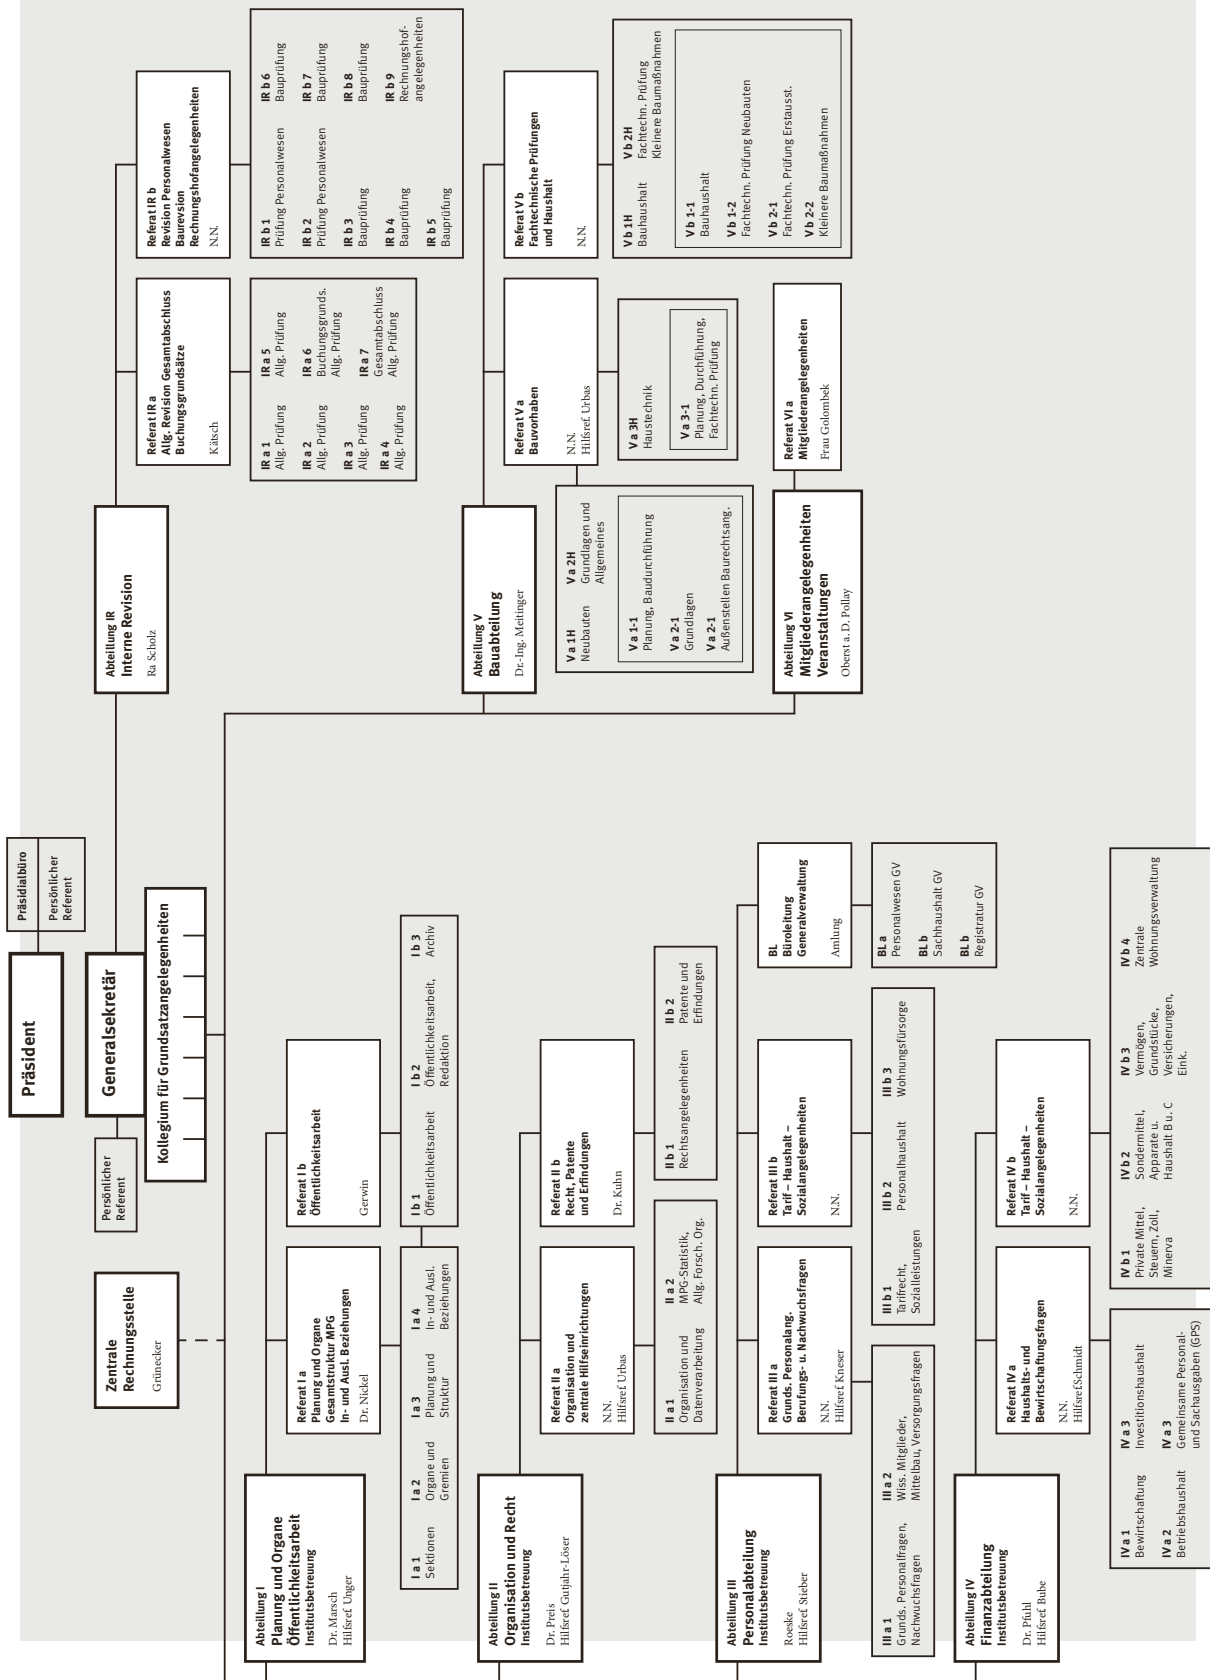 Präsident
Präsidialbüro
Persönlicher
Referent
Generalsekretär
Persönlicher
Referent
Kollegium für Grundsatzangelegenheiten
Zentrale
Rechnungsstelle
Grünecker
Abteilung I
Planung und Organe
Öffentlichkeitsarbeit
Institutsbetreuung
Dr. Marsch
Hilfsref. Unger
Referat I a
Planung und Organe
Gesamtstruktur MPG
In- und Ausl. Beziehungen
Dr. Nickel
Referat I b
Öffentlichkeitsarbeit
Gerwin
I a 1
Sektionen
I a 2
Organe und
Gremien
I a 3
Planung und
Struktur
I a 4
In- und Ausl.
Beziehungen
I b 1
Öffentlichkeitsarbeit
I b 2
Öffentlichkeitsarbeit,
Redaktion
I b 3
Archiv
Abteilung II
Organisation und Recht
Institutsbetreuung
Dr. Preis
Hilfsref. Gutjahr-Löser
Referat II a
Organisation und
zentrale Hilfseinrichtungen
N.N.
Hilfsref. Urbas
Referat II b
Recht, Patente
und Erfindungen
Dr. Kuhn
II a 1
Organisation und
Datenverarbeitung
II a 2
MPG-Statistik,
Allg. Forsch. Org.
II b 1
Rechtsangelegenheiten
II b 2
Patente und
Erfindungen
Abteilung III
Personalabteilung
Institutsbetreuung
Roeske
Hilfsref. Stieber
Referat III a
Grunds. Personalang.
Berufungs- u. Nachwuchsfragen
N.N.
Hilfsref. Kneser
Referat III b
Tarif – Haushalt –
Sozialangelegenheiten
N.N.
BL
Büroleitung
Generalverwaltung
Amlung
III a 1
Grunds. Personalfragen,
Nachwuchsfragen
III a 2
Wiss. Mitglieder,
Mittelbau, Versorgungsfragen
III b 1
Tarifrecht,
Sozialleistungen
III b 2
Personalhaushalt
III b 3
Wohnungsfürsorge
BL a
Personalwesen GV
BL b
Sachhaushalt GV
BL b
Registratur GV
Abteilung IV
Finanzabteilung
Institutsbetreuung
Dr. Pfuhl
Hilfsref. Bube
Referat IV a
Haushalts- und
Bewirtschaftungsfragen
N.N.
Hilfsref.Schmidt
Referat IV b
Tarif – Haushalt –
Sozialangelegenheiten
N.N.
IV a 1
Bewirtschaftung
IV a 2
Betriebshaushalt
IV a 3
Investitionshaushalt
IV a 3
Gemeinsame Personal-
und Sachausgaben (GPS)
IV b 1
Private Mittel,
Steuern, Zoll,
Minerva
IV b 2
Sondermittel,
Apparate u.
Haushalt B u. C
IV b 3
Vermögen,
Grundstücke,
Versicherungen,
Eink.
IV b 4
Zentrale
Wohnungsverwaltung
Abteillung IR
Interne Revision
Ra Scholz
Referat IR a
Allg. Revision Gesamtabschluss
Buchungsgrundsätze
Kätsch
Referat IR b
Revision Personalwesen
Baurevsion
Rechnungshofangelegenheiten
N.N.
IR a 1
Allg. Prüfung
IR a 2
Allg. Prüfung
IR a 3
Allg. Prüfung
IR a 4
Allg. Prüfung
IR a 5
Allg. Prüfung
IR a 6
Buchungsgrunds.
Allg. Prüfung
IR a 7
Gesamtabschluss
Allg. Prüfung
IR b 1
Prüfung Personalwesen
IR b 2
Prüfung Personalwesen
IR b 3
Bauprüfung
IR b 4
Bauprüfung
IR b 5
Bauprüfung
IR b 6
Bauprüfung
IR b 7
Bauprüfung
IR b 8
Bauprüfung
IR b 9
Rechnungshof-
angelegenheiten
Abteillung V
Bauabteilung
Dr.-Ing. Meitinger
Referat V a
Bauvorhaben
N.N.
Hilfsref. Urbas
Referat V b
Fachtechnische Prüfungen
und Haushalt
N.N.
V a 1H
Neubauten
V a 2H
Grundlagen und
Allgemeines
V a 1-1
Planung, Baudurchführung
V a 2-1
Grundlagen
V a 2-1
Außenstellen Baurechtsang.
V a 3H
Haustechnik
V a 3-1
Planung, Durchführung,
Fachtechn. Prüfung
V b 1H
Bauhaushalt
V b 2H
Fachtechn. Prüfung
Kleinere Baumaßnahmen
V b 1-1
Bauhaushalt
V b 1-2
Fachtechn. Prüfung Neubauten
V b 2-1
Fachtechn. Prüfung Erstausst.
V b 2-2
Kleinere Baumaßnahmen
Abteillung VI
Mitgliederangelegenheiten
Veranstaltungen
Oberst a. D. Pollay
Referat VI a
Mitgliederangelegenheiten
Frau Golombek